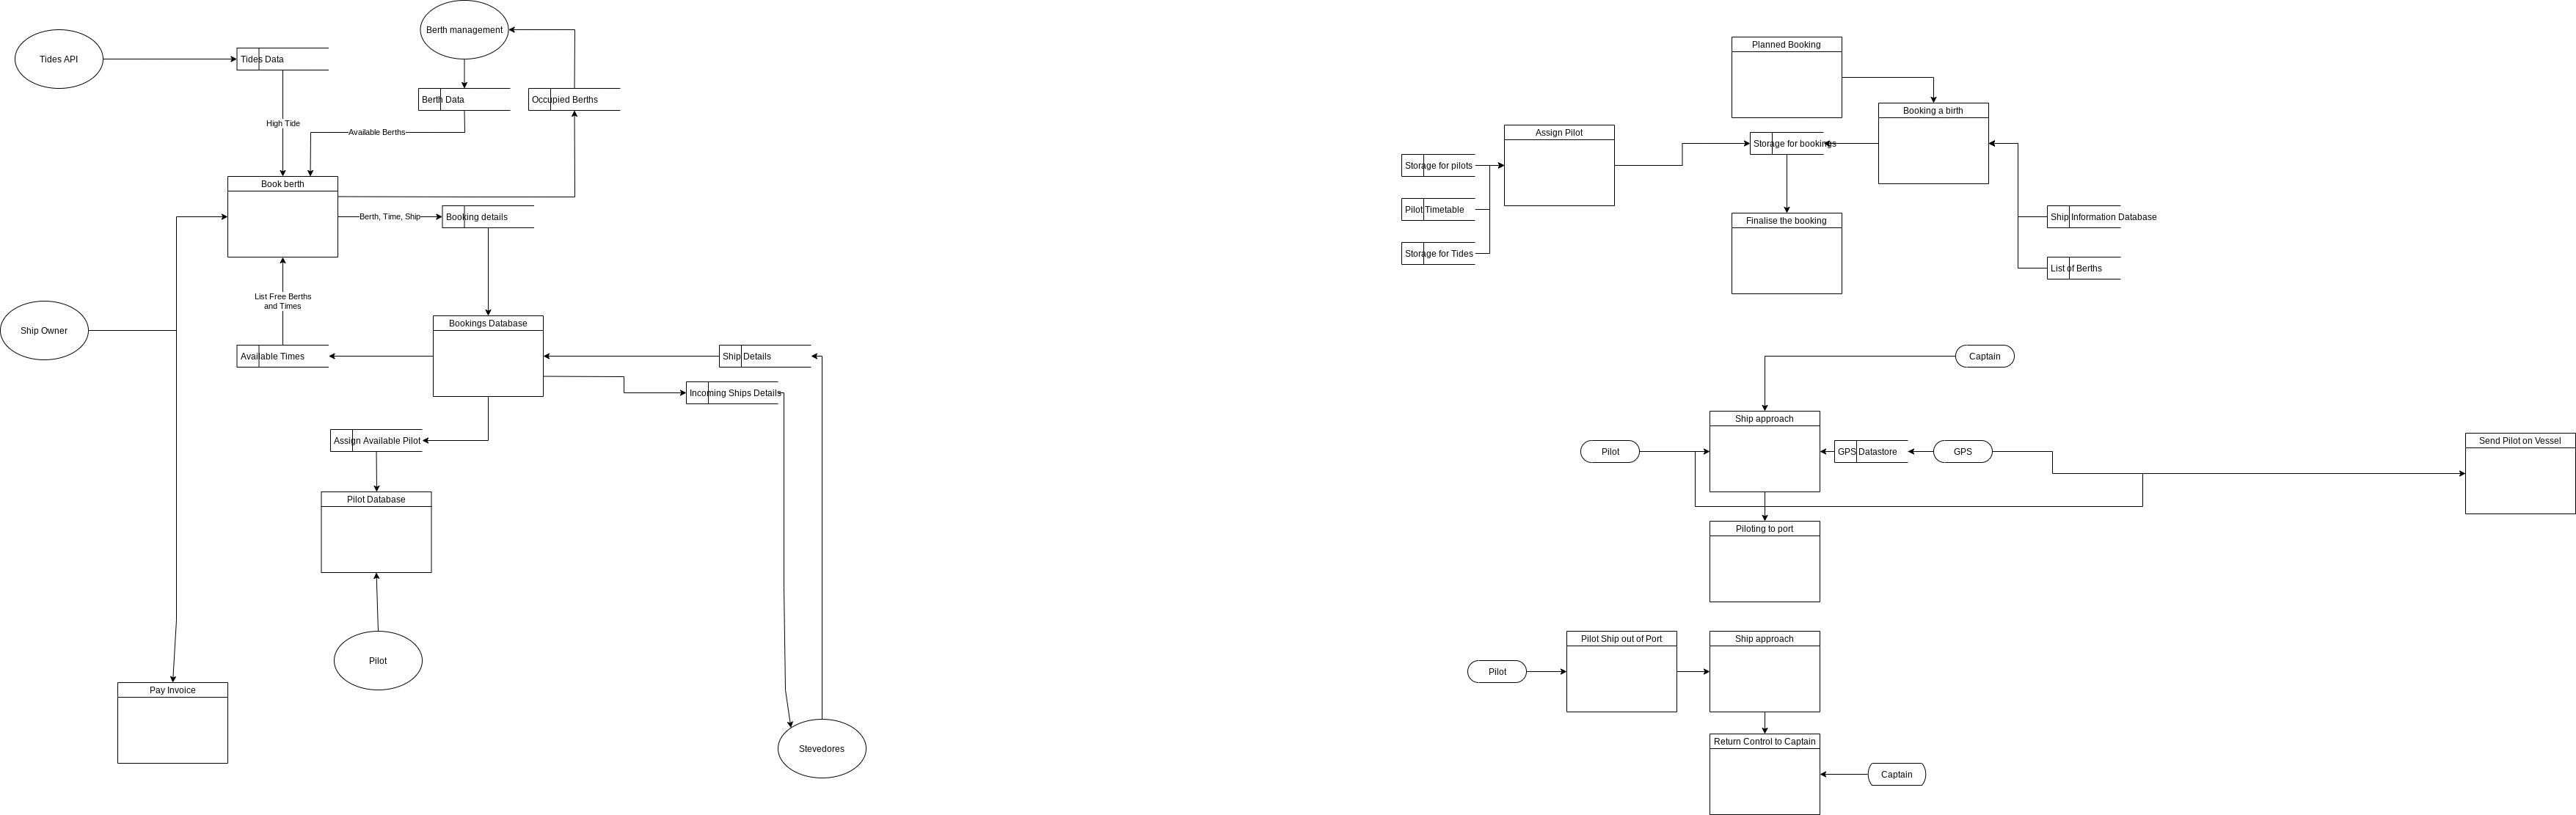 Berth management
Tides API
Tides Data
Berth Data
Occupied Berths
High Tide
Available Berths
Book berth
Berth, Time, Ship
Booking details
List Free Berths
and Times
Ship Owner
Bookings Database
Available Times
Ship Details
Incoming Ships Details
Assign Available Pilot
Pilot Database
Pilot
Pay Invoice
Stevedores
Planned Booking
Booking a birth
Assign Pilot
Storage for bookings
Storage for pilots
Pilot Timetable
Finalise the booking
Ship Information Database
Storage for Tides
List of Berths
Captain
Ship approach
Pilot
GPS Datastore
GPS
Send Pilot on Vessel
Piloting to port
Pilot Ship out of Port
Ship approach
Pilot
Return Control to Captain
Captain